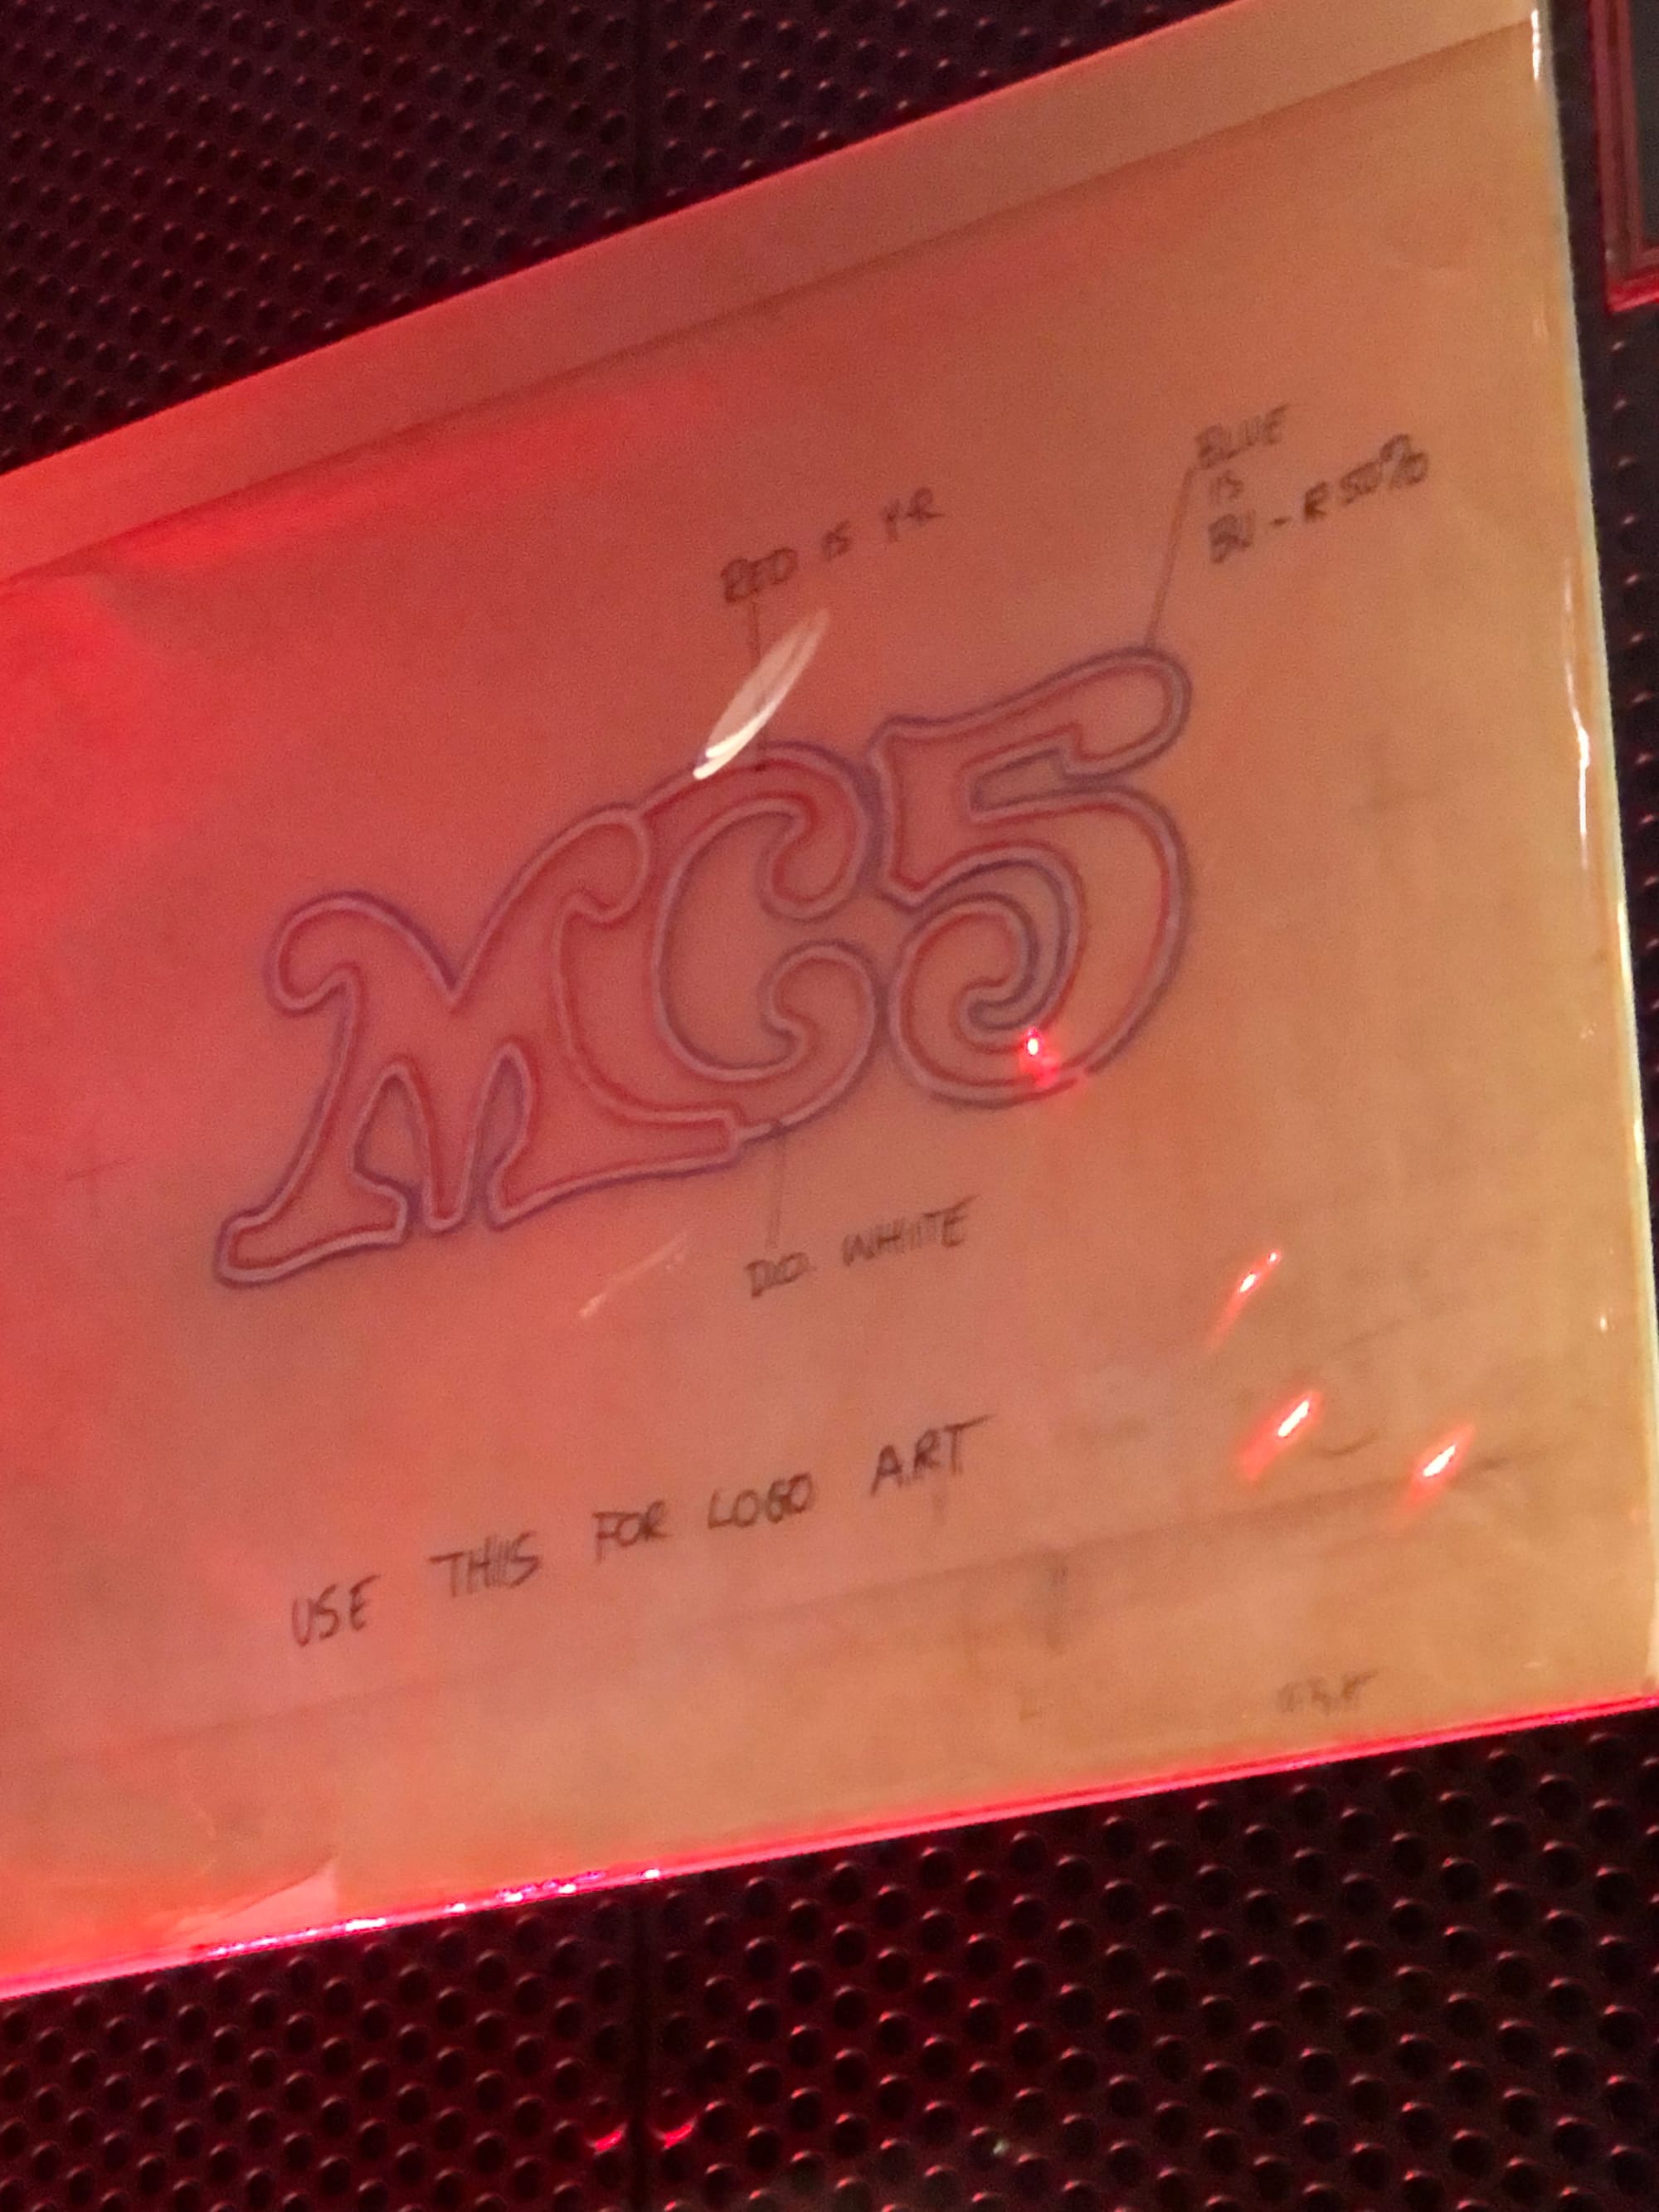 BLUE
IS
BU - R 50%
RED IS Y-R
MC5
WHITE
USE THIS FOR LOGO ART